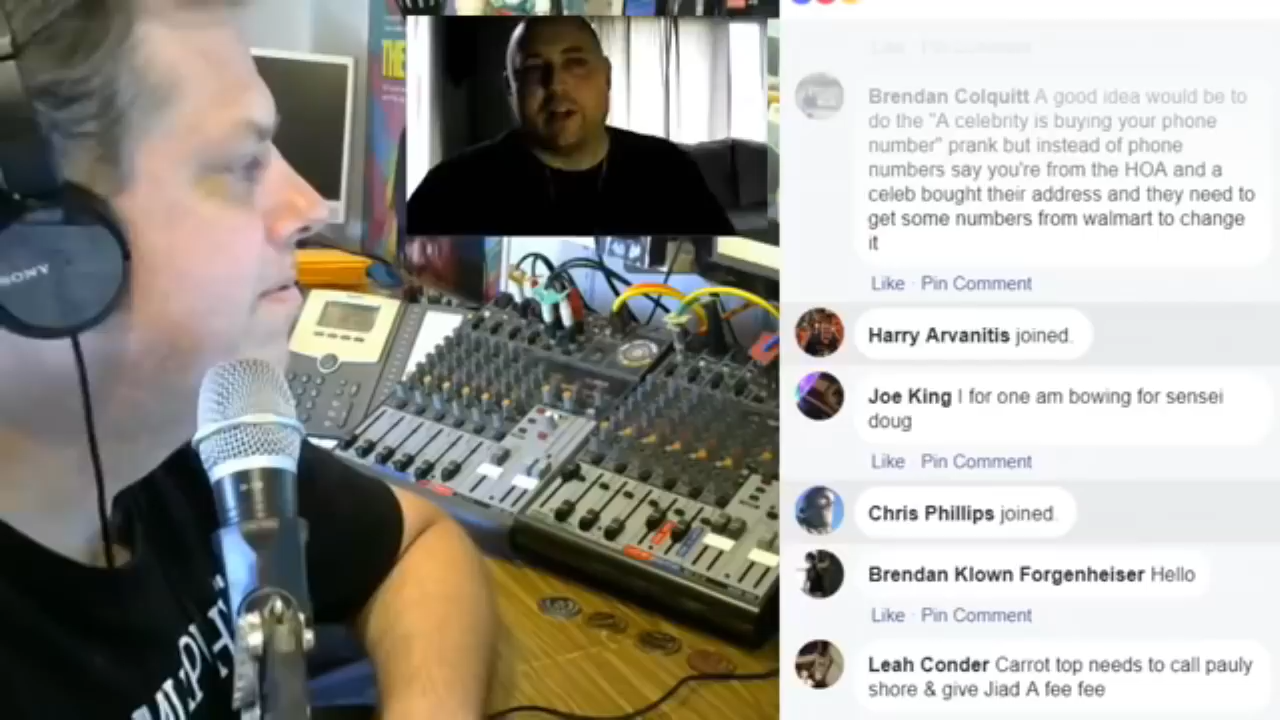 Brendan Colquitt A good idea would be to
do the "A celebrity is buying your phone
number" prank but instead of phone
numbers say you're from the HOA and a
celeb bought their address and they need to
get some numbers from walmart to change
it
Like · Pin Comment
Harry Arvanitis joined.
Joe King I for one am bowing for sensei
doug
Like · Pin Comment
Chris Phillips joined.
Brendan Klown Forgenheiser Hello
Like · Pin Comment
Leah Conder Carrot top needs to call pauly
shore & give Jiad A fee fee
SONY
THE